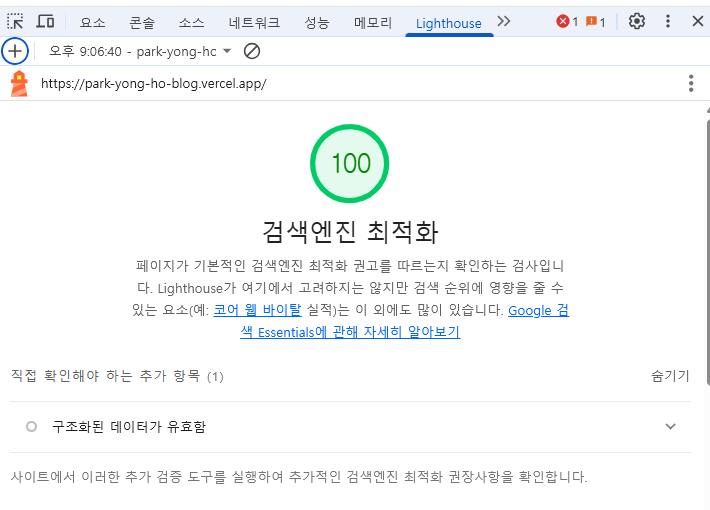 요소 콘솔 소스 네트워크 성능 메모리 Lighthouse 1 1
오후 9:06:40 - park-yong-hc
https://park-yong-ho-blog.vercel.app/
100
검색엔진 최적화
페이지가 기본적인 검색엔진 최적화 권고를 따르는지 확인하는 검사입니
다. Lighthouse가 여기에서 고려하지는 않지만 검색 순위에 영향을 줄 수
있는 요소(예: 코어 웹 바이탈 실적)는 이 외에도 많이 있습니다. Google 검
색 Essentials에 관해 자세히 알아보기
직접 확인해야 하는 추가 항목 (1) 숨기기
구조화된 데이터가 유효함
사이트에서 이러한 추가 검증 도구를 실행하여 추가적인 검색엔진 최적화 권장사항을 확인합니다.